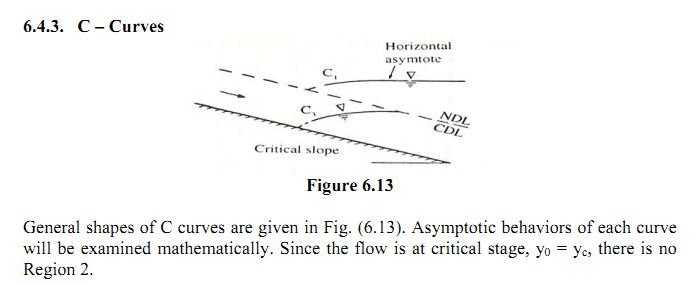 6.4.3. C – Curves
Horizontal
asymtote
C₁
C₃
NDL
CDL
Critical slope
Figure 6.13
General shapes of C curves are given in Fig. (6.13). Asymptotic behaviors of each curve
will be examined mathematically. Since the flow is at critical stage, y₀ = y꜀, there is no
Region 2.